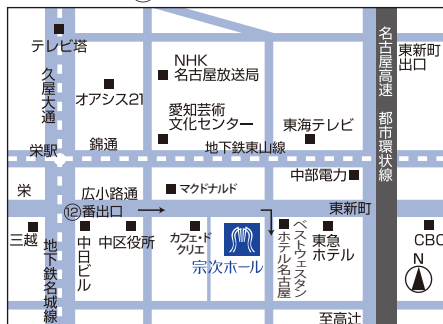 テレビ塔
NHK
名古屋放送局
名古屋高速 都市環状線
東新町
出口
久屋大通
オアシス21
愛知芸術
文化センター
東海テレビ
栄駅
錦通
地下鉄東山線
中部電力
栄
広小路通
マクドナルド
東新町
⑫番出口
三越
地下鉄名城線
中日ビル
中区役所
カフェ・ド
クリエ
宗次ホール
ベストウェスタン
ホテル名古屋
東急
ホテル
CBC
N
至高辻